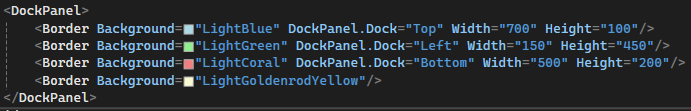 <DockPanel>
<Border Background="LightBlue" DockPanel.Dock="Top" Width="700" Height="100"/>
<Border Background="LightGreen" DockPanel.Dock="Left" Width="150" Height="450"/>
<Border Background="LightCoral" DockPanel.Dock="Bottom" Width="500" Height="200"/>
<Border Background="LightGoldenrodYellow"/>
</DockPanel>